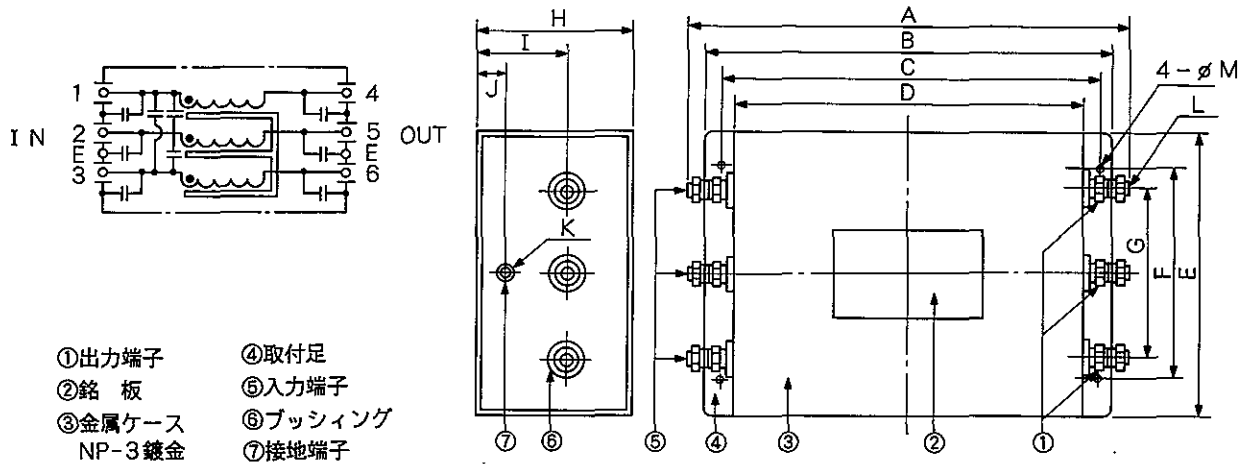 IN
1
2
E
3
4
5
E
6
OUT
H
I
J
K
A
B
C
D
4-øM
L
G
F
E
⑦ ⑥ ⑤ ④ ③ ② ①
①出力端子
②銘 板
③金属ケース
NP-3鍍金
④取付足
⑤入力端子
⑥ブッシィング
⑦接地端子